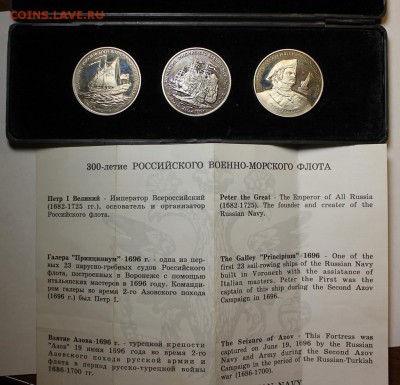 COINS.LAVE.RU
300-летие РОССИЙСКОГО ВОЕННО-МОРСКОГО ФЛОТА
Петр I Великий - Император Всероссийский
(1682-1725 гг.), основатель и организатор
Российского флота.
Галера "Принципиум" 1696 г. - одна из пер-
вых 23 парусно-гребных судов Российского
флота, построенных в Воронеже с помощью
итальянских мастеров в 1696 году. Команди-
ром галеры во время 2-го Азовского похода
(1696 г.) был Петр I.
Взятие Азова-1696 г. - турецкой крепости
"Азов" 19 июня 1696 года во время 2-го
Азовского похода русской армии и
флота в период русско-турецкой войны
1686-1700 гг.
Peter the Great - The Emperor of All Russia
(1682-1725). The founder and creater of the
Russian Navy.
The Galley "Principium" 1696 - One of the
first 23 sail-rowing ships of the Russian Navy
built in Voronezh with the assistance of
Italian masters. Peter the First was the
captain of this ship during the Second Azov
Campaign in 1696.
The Seizure of Azov - This Fortress was
captured on June 19, 1696 by the Russian
Navy and Army during the Second Azov
Campaign in the period of the Russian-Turkish
war (1686-1700).
NAVY